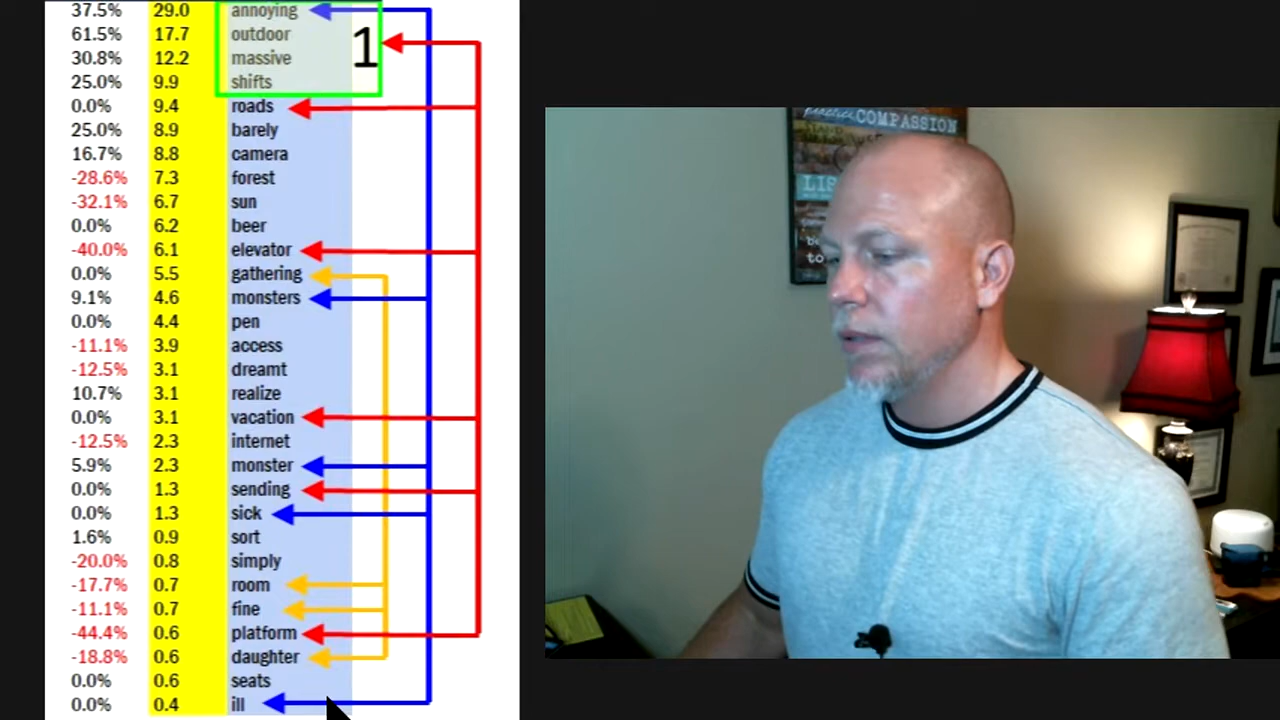 37.5% 29.0 annoying
61.5% 17.7 outdoor
1
30.8% 12.2 massive
25.0% 9.9 shifts
0.0% 9.4 roads
25.0% 8.9 barely
16.7% 8.8 camera
-28.6% 7.3 forest
-32.1% 6.7 sun
0.0% 6.2 beer
-40.0% 6.1 elevator
0.0% 5.5 gathering
9.1% 4.6 monsters
0.0% 4.4 pen
-11.1% 3.9 access
-12.5% 3.1 dreamt
10.7% 3.1 realize
0.0% 3.1 vacation
-12.5% 2.3 internet
5.9% 2.3 monster
0.0% 1.3 sending
0.0% 1.3 sick
1.6% 0.9 sort
-20.0% 0.8 simply
-17.7% 0.7 room
-11.1% 0.7 fine
-44.4% 0.6 platform
-18.8% 0.6 daughter
0.0% 0.6 seats
0.0% 0.4 ill
practice COMPASSION
LIS
to